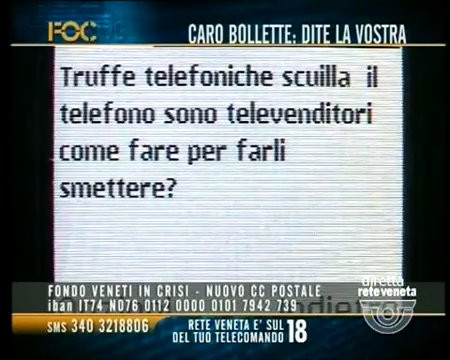 FOC
CARO BOLLETTE: DITE LA VOSTRA
Truffe telefoniche scuilla il
telefono sono televenditori
come fare per farli
smettere?
diretta
reteveneta
FONDO VENETI IN CRISI - NUOVO CC POSTALE
iban IT74 N076 0112 0000 0101 7942 739
SMS 340 3218806
RETE VENETA E' SUL
DEL TUO TELECOMANDO 18